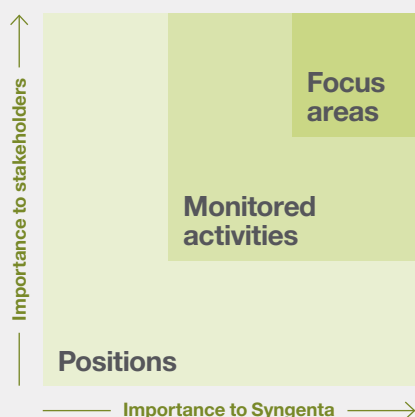 Importance to stakeholders
Focus
areas
Monitored
activities
Positions
Importance to Syngenta